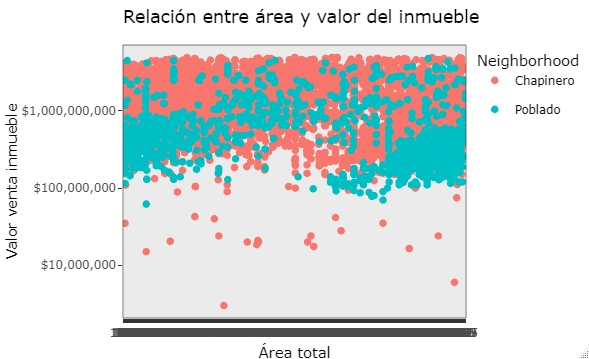 Relación entre área y valor del inmueble
Neighborhood
Chapinero
Poblado
Valor venta inmueble
$1,000,000,000
$100,000,000
$10,000,000
Área total